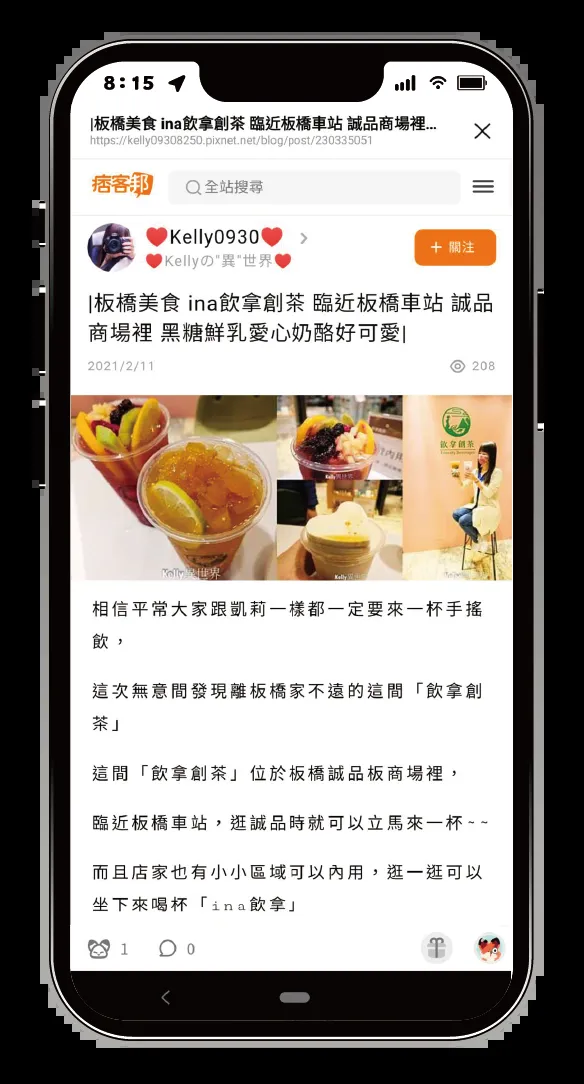 8:15
|板橋美食 ina飲拿創茶 臨近板橋車站 誠品商場裡...
https://kelly09308250.pixnet.net/blog/post/230335051
痞客邦
全站搜尋
❤️Kelly0930❤️
❤️Kellyの"異"世界❤️
+ 關注
|板橋美食 ina飲拿創茶 臨近板橋車站 誠品
商場裡 黑糖鮮乳愛心奶酪好可愛|
2021/2/11
208
飲拿創茶
Kelly異世界
Kelly異世界
相信平常大家跟凱莉一樣都一定要來一杯手搖
飲，
這次無意間發現離板橋家不遠的這間「飲拿創
茶」
這間「飲拿創茶」位於板橋誠品板商場裡，
臨近板橋車站，逛誠品時就可以立馬來一杯~~
而且店家也有小小區域可以內用，逛一逛可以
坐下來喝杯「ina飲拿」
1
0